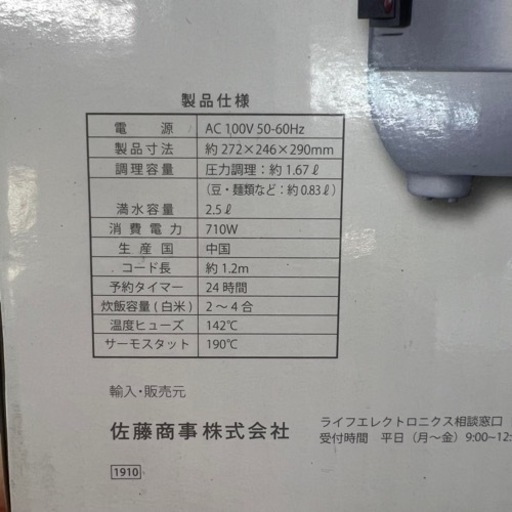 製品仕様
電源 AC 100V 50-60Hz
製品寸法 約 272×246×290mm
調理容量 圧力調理：約 1.67ℓ
（豆・麺類など：約 0.83ℓ）
満水容量 2.5ℓ
消費電力 710W
生産国 中国
コード長 約 1.2m
予約タイマー 24 時間
炊飯容量 ( 白米 ) 2 〜 4 合
温度ヒューズ 142℃
サーモスタット 190℃
輸入・販売元
佐藤商事株式会社
ライフエレクトロニクス相談窓口
受付時間 平日（月〜金）9:00~12:
1910